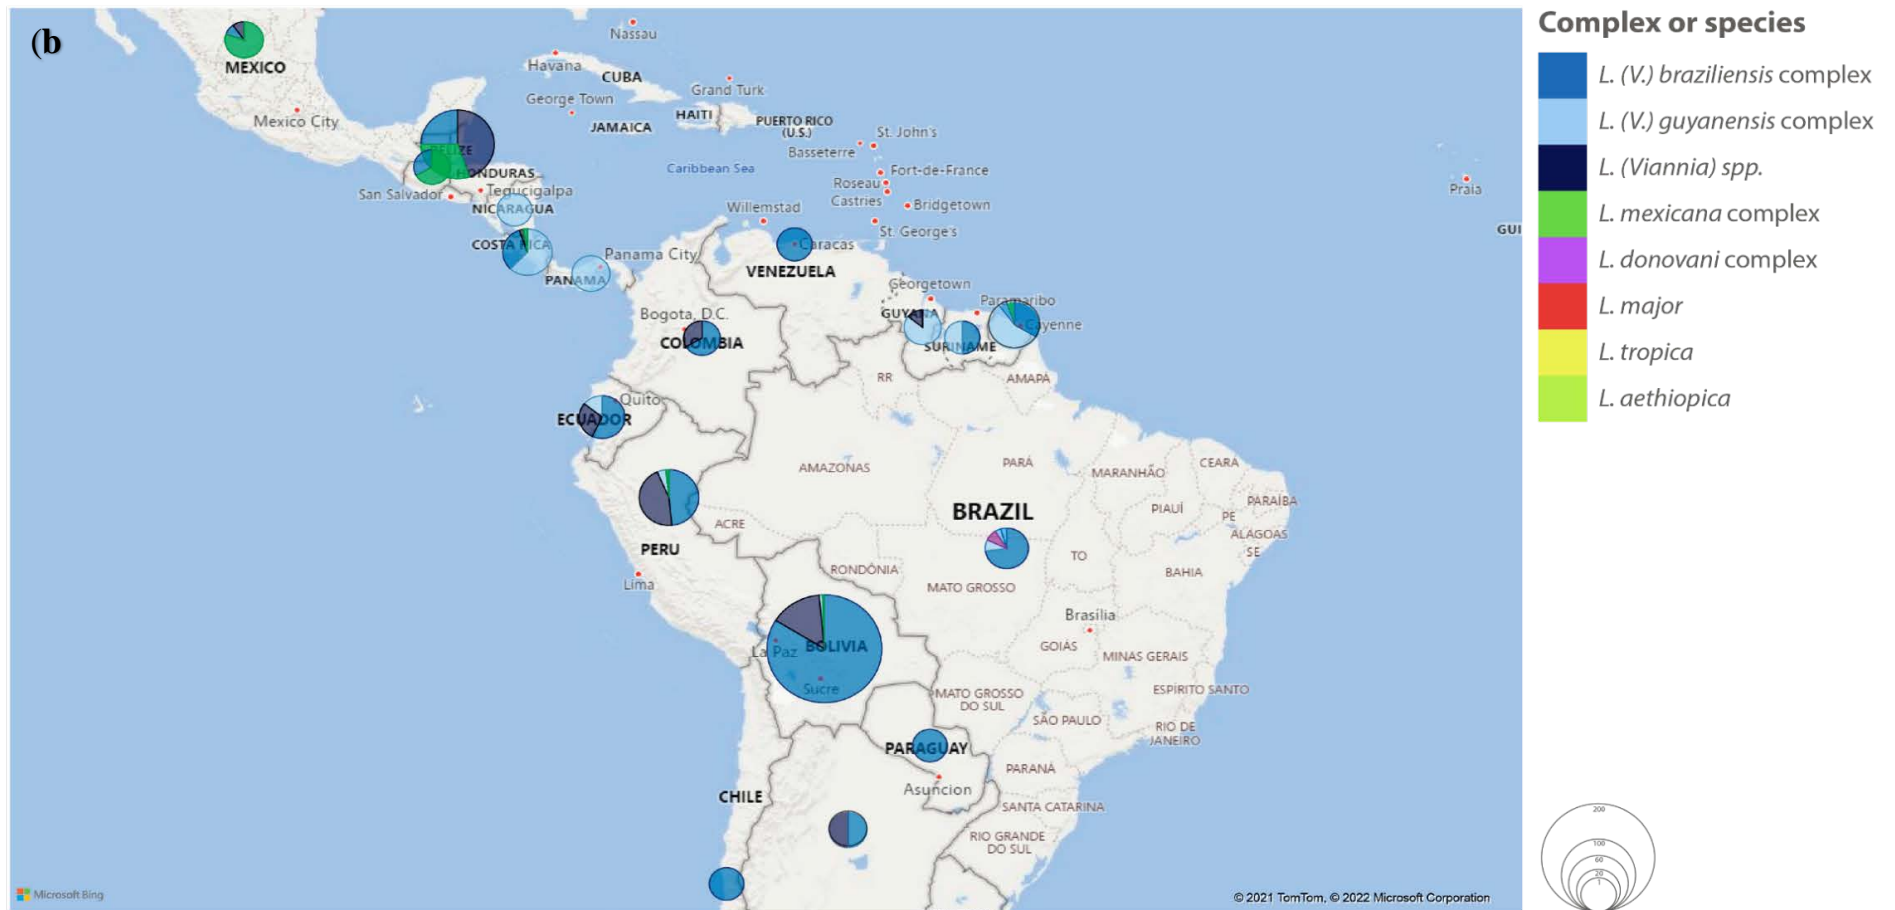 (b
MEXICO
Mexico City
Nassau
Havana
CUBA
George Town
Grand Turk
HAITI
JAMAICA
PUERTO RICO
(U.S.)
St. John's
Basseterre
Caribbean Sea
Fort-de-France
Roseau
Castries
Bridgetown
St. George's
Praia
GUI
BELIZE
HONDURAS
Tegucigalpa
San Salvador
NICARAGUA
COSTA RICA
Panama City
PANAMA
Willemstad
Caracas
VENEZUELA
Georgetown
Paramaribo
GUYANA
Cayenne
SURINAME
Bogota, D.C.
COLOMBIA
RR
AMAPÁ
Quito
ECUADOR
AMAZONAS
PARÁ
MARANHÃO
CEARÁ
PARAÍBA
PIAUÍ
PE
ALAGOAS
SE
BRAZIL
ACRE
PERU
Lima
RONDÔNIA
MATO GROSSO
TO
BAHIA
Brasília
GOIÁS
MINAS GERAIS
La Paz
BOLIVIA
Sucre
ESPÍRITO SANTO
MATO GROSSO
DO SUL
SÃO PAULO
RIO DE
JANEIRO
PARAGUAY
PARANÁ
Asuncion
CHILE
SANTA CATARINA
RIO GRANDE
DO SUL
Microsoft Bing
© 2021 TomTom, © 2022 Microsoft Corporation
Complex or species
L. (V.) braziliensis complex
L. (V.) guyanensis complex
L. (Viannia) spp.
L. mexicana complex
L. donovani complex
L. major
L. tropica
L. aethiopica
200
100
60
20
1